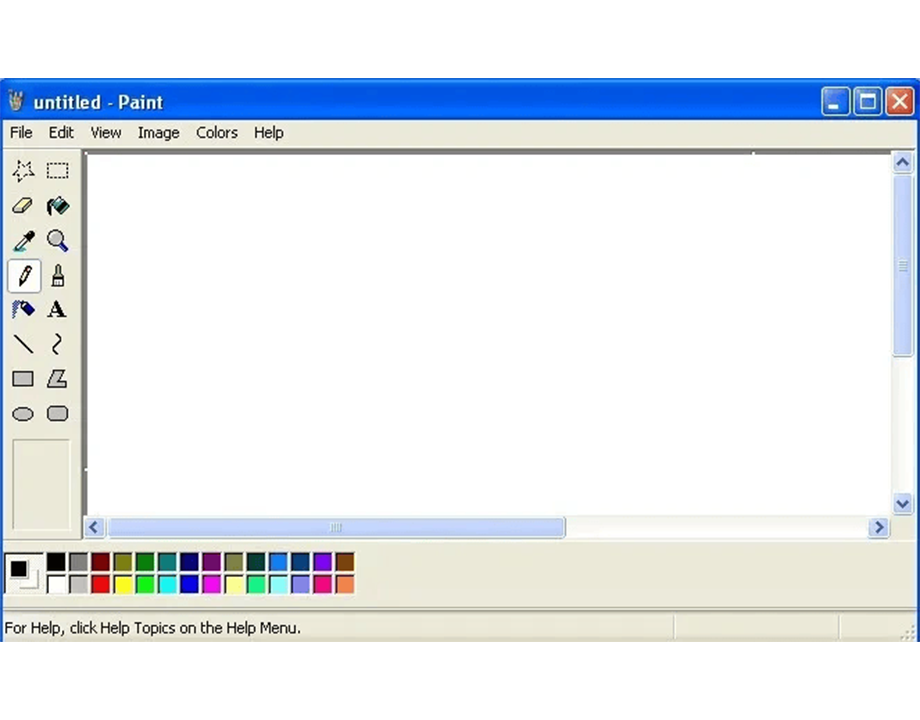 untitled - Paint
File Edit View Image Colors Help
A
For Help, click Help Topics on the Help Menu.